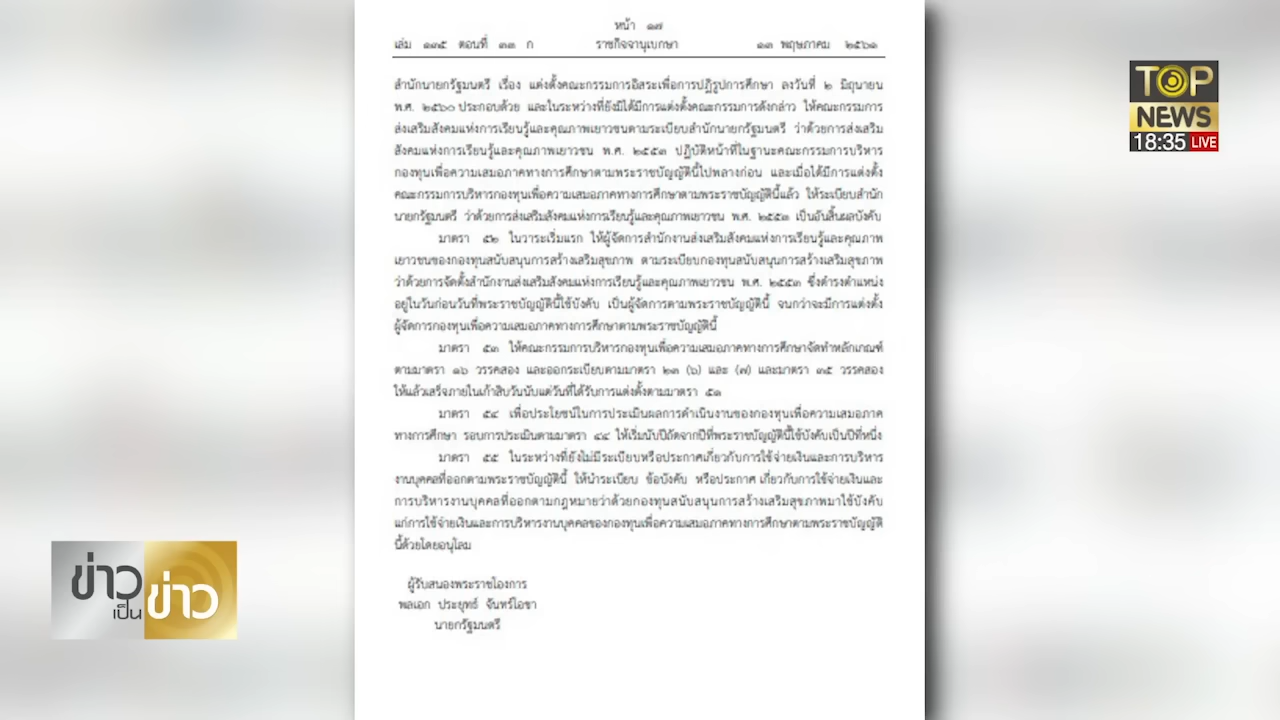 หน้า ๑๗
เล่ม ๑๓๕ ตอนที่ ๓๓ ก ราชกิจจานุเบกษา ๑๓ พฤษภาคม ๒๕๖๑
สำนักนายกรัฐมนตรี เรื่อง แต่งตั้งคณะกรรมการอิสระเพื่อการปฏิรูปการศึกษา ลงวันที่ ๒ มิถุนายน
พ.ศ. ๒๕๖๐ ประกอบด้วย และในระหว่างที่ยังมิได้มีการแต่งตั้งคณะกรรมการดังกล่าว ให้คณะกรรมการ
ส่งเสริมสังคมแห่งการเรียนรู้และคุณภาพเยาวชนตามระเบียบสำนักนายกรัฐมนตรี ว่าด้วยการส่งเสริม
สังคมแห่งการเรียนรู้และคุณภาพเยาวชน พ.ศ. ๒๕๕๓ ปฏิบัติหน้าที่ในฐานะคณะกรรมการบริหาร
กองทุนเพื่อความเสมอภาคทางการศึกษาตามพระราชบัญญัตินี้ไปพลางก่อน และเมื่อได้มีการแต่งตั้ง
คณะกรรมการบริหารกองทุนเพื่อความเสมอภาคทางการศึกษาตามพระราชบัญญัตินี้แล้ว ให้ระเบียบสำนัก
นายกรัฐมนตรี ว่าด้วยการส่งเสริมสังคมแห่งการเรียนรู้และคุณภาพเยาวชน พ.ศ. ๒๕๕๓ เป็นอันสิ้นผลบังคับ
มาตรา ๕๒ ในวาระเริ่มแรก ให้ผู้จัดการสำนักงานส่งเสริมสังคมแห่งการเรียนรู้และคุณภาพ
เยาวชนของกองทุนสนับสนุนการสร้างเสริมสุขภาพ ตามระเบียบกองทุนสนับสนุนการสร้างเสริมสุขภาพ
ว่าด้วยการจัดตั้งสำนักงานส่งเสริมสังคมแห่งการเรียนรู้และคุณภาพเยาวชน พ.ศ. ๒๕๕๓ ซึ่งดำรงตำแหน่ง
อยู่ในวันก่อนวันที่พระราชบัญญัตินี้ใช้บังคับ เป็นผู้จัดการตามพระราชบัญญัตินี้ จนกว่าจะมีการแต่งตั้ง
ผู้จัดการกองทุนเพื่อความเสมอภาคทางการศึกษาตามพระราชบัญญัตินี้
มาตรา ๕๓ ให้คณะกรรมการบริหารกองทุนเพื่อความเสมอภาคทางการศึกษาจัดทำหลักเกณฑ์
ตามมาตรา ๑๖ วรรคสอง และออกระเบียบตามมาตรา ๒๓ (๖) และ (๗) และมาตรา ๓๕ วรรคสอง
ให้แล้วเสร็จภายในเก้าสิบวันนับแต่วันที่ได้รับการแต่งตั้งตามมาตรา ๕๑
มาตรา ๕๔ เพื่อประโยชน์ในการประเมินผลการดำเนินงานของกองทุนเพื่อความเสมอภาค
ทางการศึกษา รอบการประเมินตามมาตรา ๔๔ ให้เริ่มนับปีถัดจากปีที่พระราชบัญญัตินี้ใช้บังคับเป็นปีที่หนึ่ง
มาตรา ๕๕ ในระหว่างที่ยังไม่มีระเบียบหรือประกาศเกี่ยวกับการใช้จ่ายเงินและการบริหาร
งานบุคคลที่ออกตามพระราชบัญญัตินี้ ให้นำระเบียบ ข้อบังคับ หรือประกาศ เกี่ยวกับการใช้จ่ายเงินและ
การบริหารงานบุคคลที่ออกตามกฎหมายว่าด้วยกองทุนสนับสนุนการสร้างเสริมสุขภาพมาใช้บังคับ
แก่การใช้จ่ายเงินและการบริหารงานบุคคลของกองทุนเพื่อความเสมอภาคทางการศึกษาตามพระราชบัญญัติ
นี้ด้วยโดยอนุโลม
ผู้รับสนองพระราชโองการ
พลเอก ประยุทธ์ จันทร์โอชา
นายกรัฐมนตรี
TOP
NEWS
18:35 LIVE
ข่าว
เป็น ข่าว